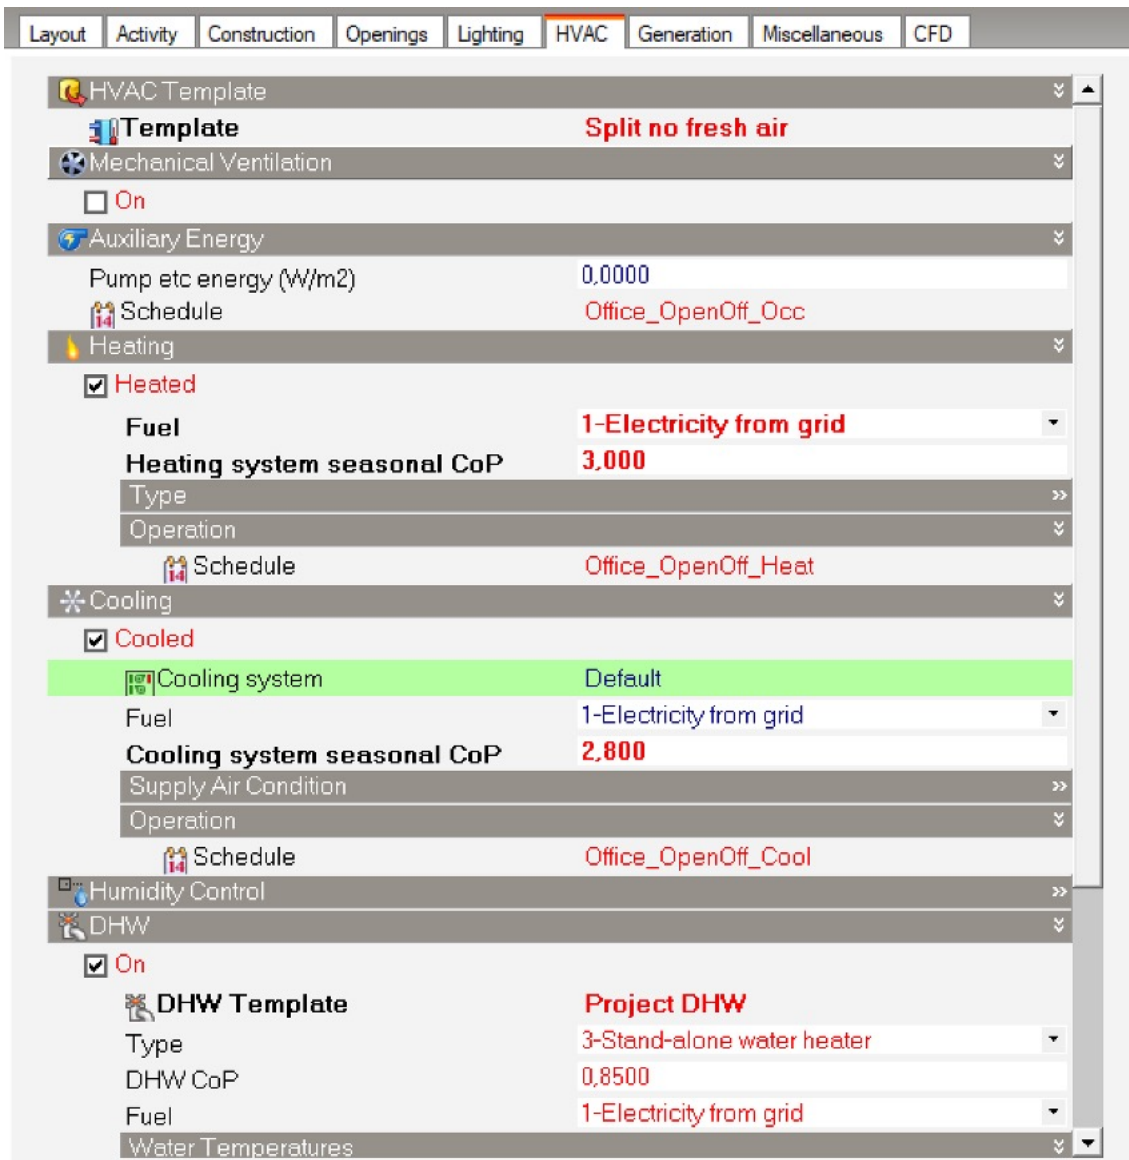 Layout Activity Construction Openings Lighting HVAC Generation Miscellaneous CFD
HVAC Template
Template Split no fresh air
Mechanical Ventilation
On
Auxiliary Energy
Pump etc energy (W/m2) 0,0000
Schedule Office_OpenOff_Occ
Heating
Heated
Fuel 1-Electricity from grid
Heating system seasonal CoP 3,000
Type
Operation
Schedule Office_OpenOff_Heat
Cooling
Cooled
Cooling system Default
Fuel 1-Electricity from grid
Cooling system seasonal CoP 2,800
Supply Air Condition
Operation
Schedule Office_OpenOff_Cool
Humidity Control
DHW
On
DHW Template Project DHW
Type 3-Stand-alone water heater
DHW CoP 0,8500
Fuel 1-Electricity from grid
Water Temperatures